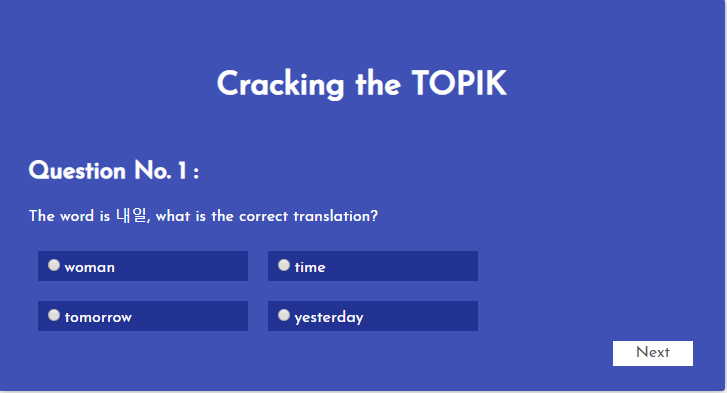 Cracking the TOPIK
Question No. 1 :
The word is 내일, what is the correct translation?
woman
time
tomorrow
yesterday
Next